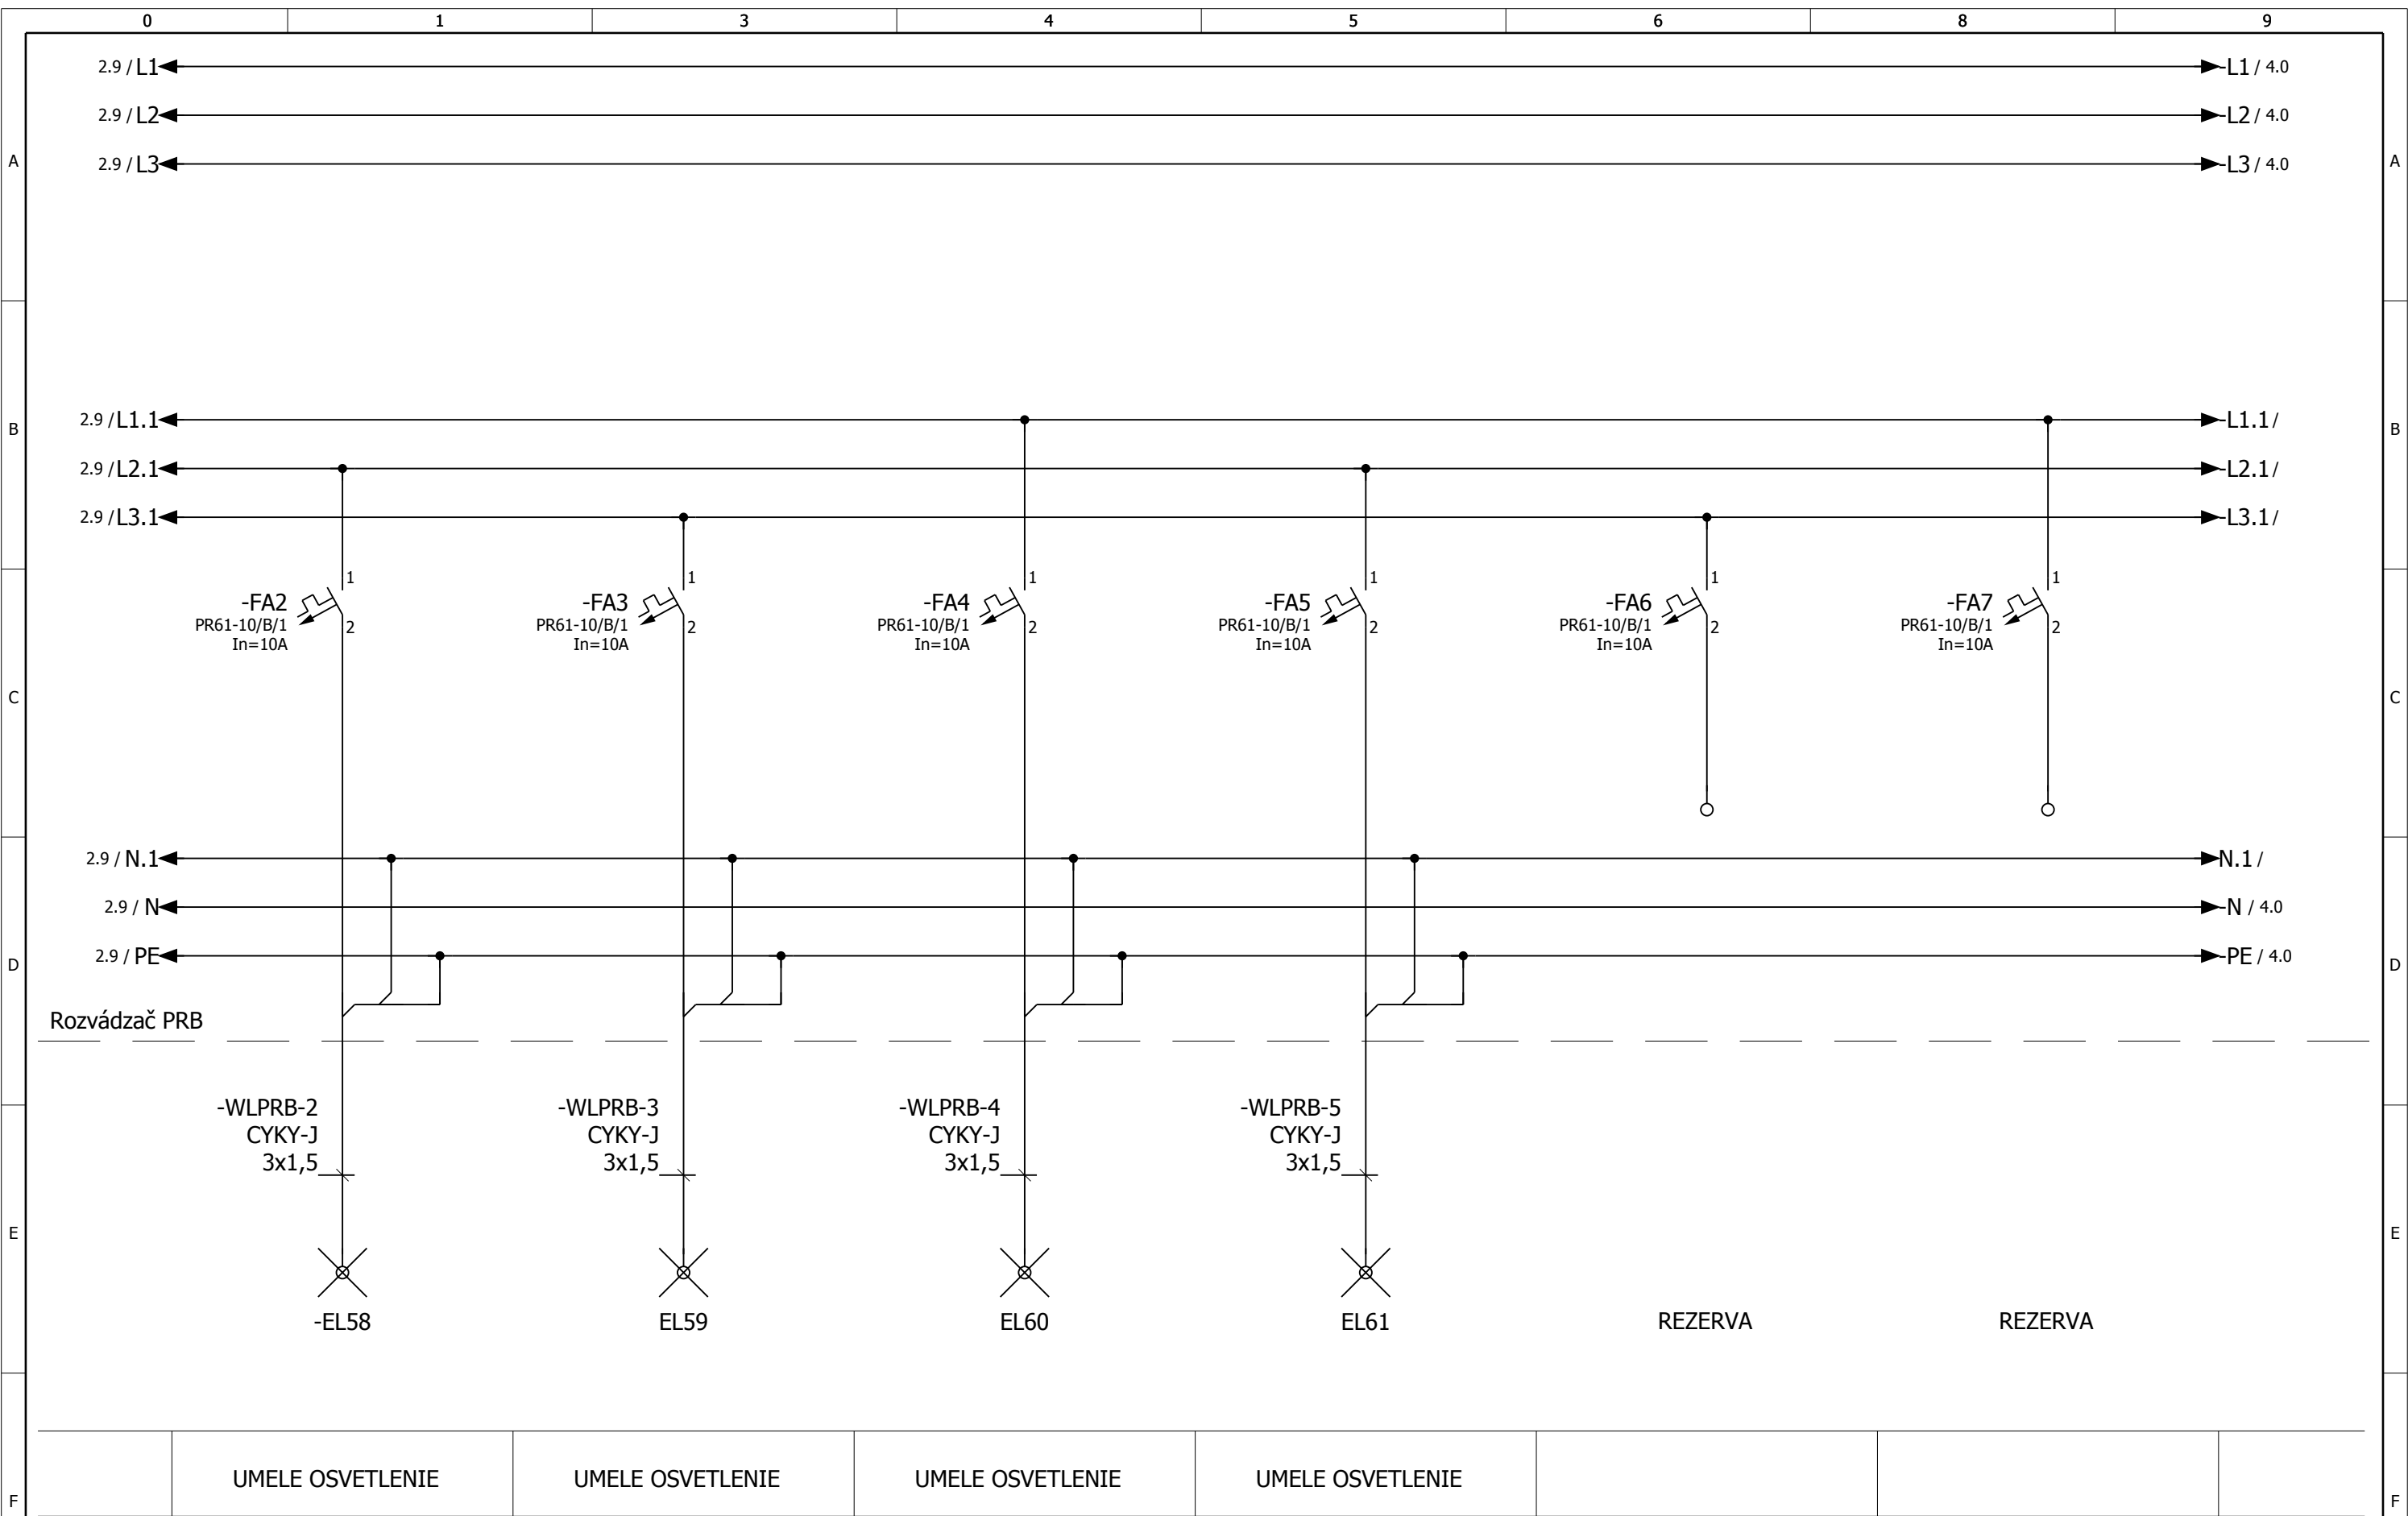 0 1 3 4 5 6 8 9
2.9 / L1 -L1 / 4.0
2.9 / L2 -L2 / 4.0
A 2.9 / L3 -L3 / 4.0 A
B 2.9 / L1.1 -L1.1 / B
2.9 / L2.1 -L2.1 /
2.9 / L3.1 -L3.1 /
1 1 1 1 1 1
-FA2 -FA3 -FA4 -FA5 -FA6 -FA7
PR61-10/B/1 2 PR61-10/B/1 2 PR61-10/B/1 2 PR61-10/B/1 2 PR61-10/B/1 2 PR61-10/B/1 2
In=10A In=10A In=10A In=10A In=10A In=10A
C C
2.9 / N.1 N.1 /
2.9 / N -N / 4.0
D 2.9 / PE -PE / 4.0 D
Rozvádzač PRB
-WLPRB-2 -WLPRB-3 -WLPRB-4 -WLPRB-5
CYKY-J CYKY-J CYKY-J CYKY-J
3x1,5 3x1,5 3x1,5 3x1,5
E E
-EL58 EL59 EL60 EL61 REZERVA REZERVA
UMELE OSVETLENIE UMELE OSVETLENIE UMELE OSVETLENIE UMELE OSVETLENIE
F F